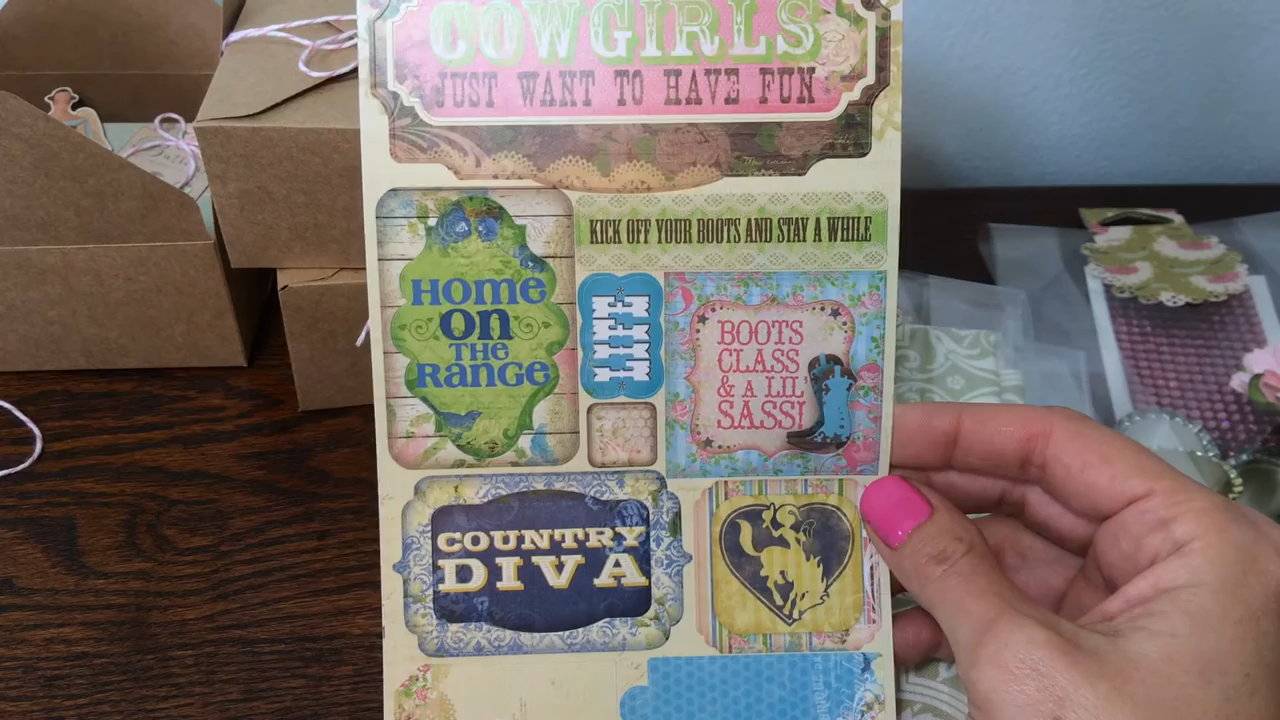 COWGIRLS
JUST WANT TO HAVE FUN
KICK OFF YOUR BOOTS AND STAY A WHILE
HOME
ON
THE
RANGE
LIFE
BOOTS
CLASS
& A LIL'
SASS!
COUNTRY
DIVA